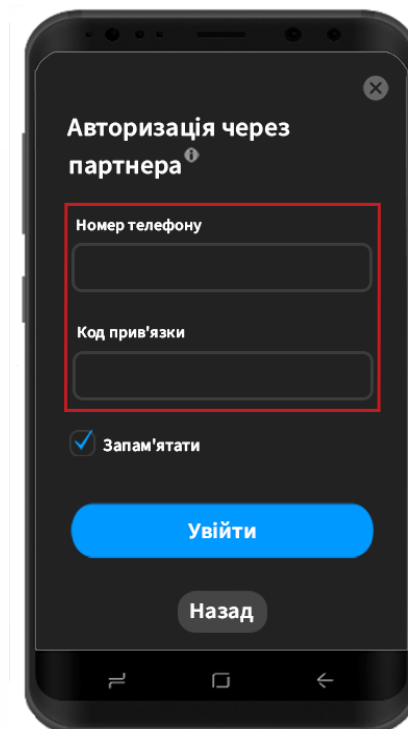 Авторизація через
партнера
Номер телефону
Код прив'язки
Запам'ятати
Увійти
Назад